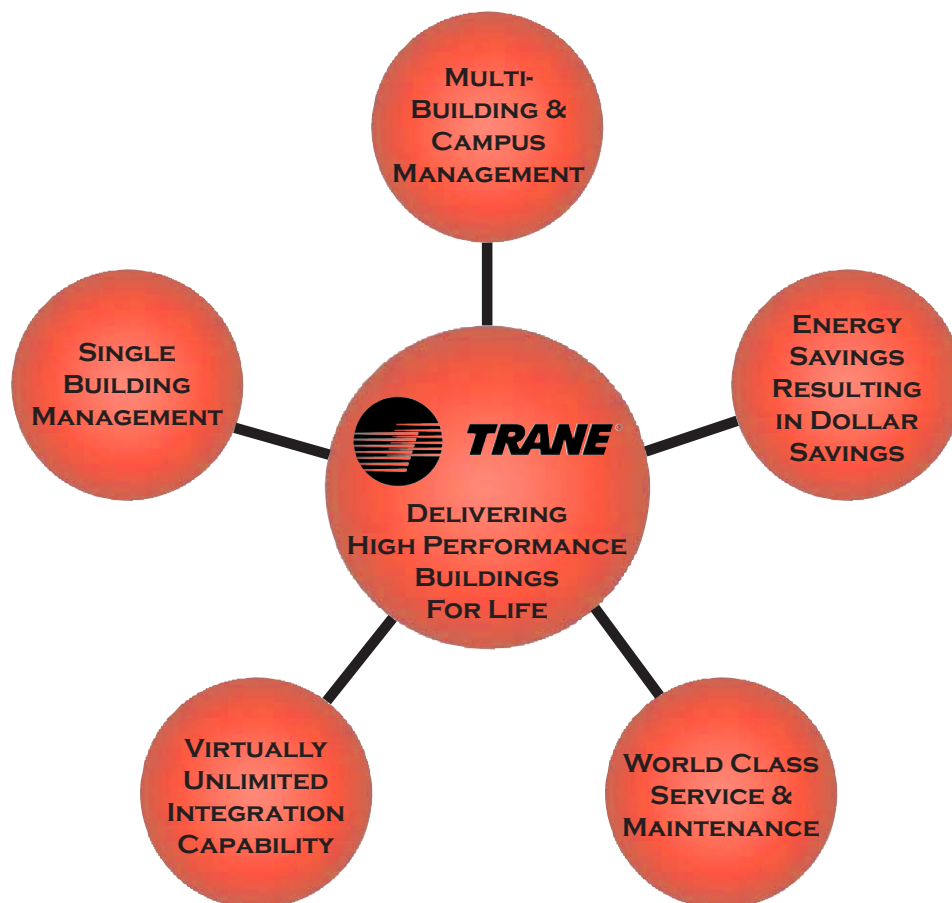 MULTI-
BUILDING &
CAMPUS
MANAGEMENT
SINGLE
BUILDING
MANAGEMENT
ENERGY
SAVINGS
RESULTING
IN DOLLAR
SAVINGS
TRANE®
DELIVERING
HIGH PERFORMANCE
BUILDINGS
FOR LIFE
VIRTUALLY
UNLIMITED
INTEGRATION
CAPABILITY
WORLD CLASS
SERVICE &
MAINTENANCE